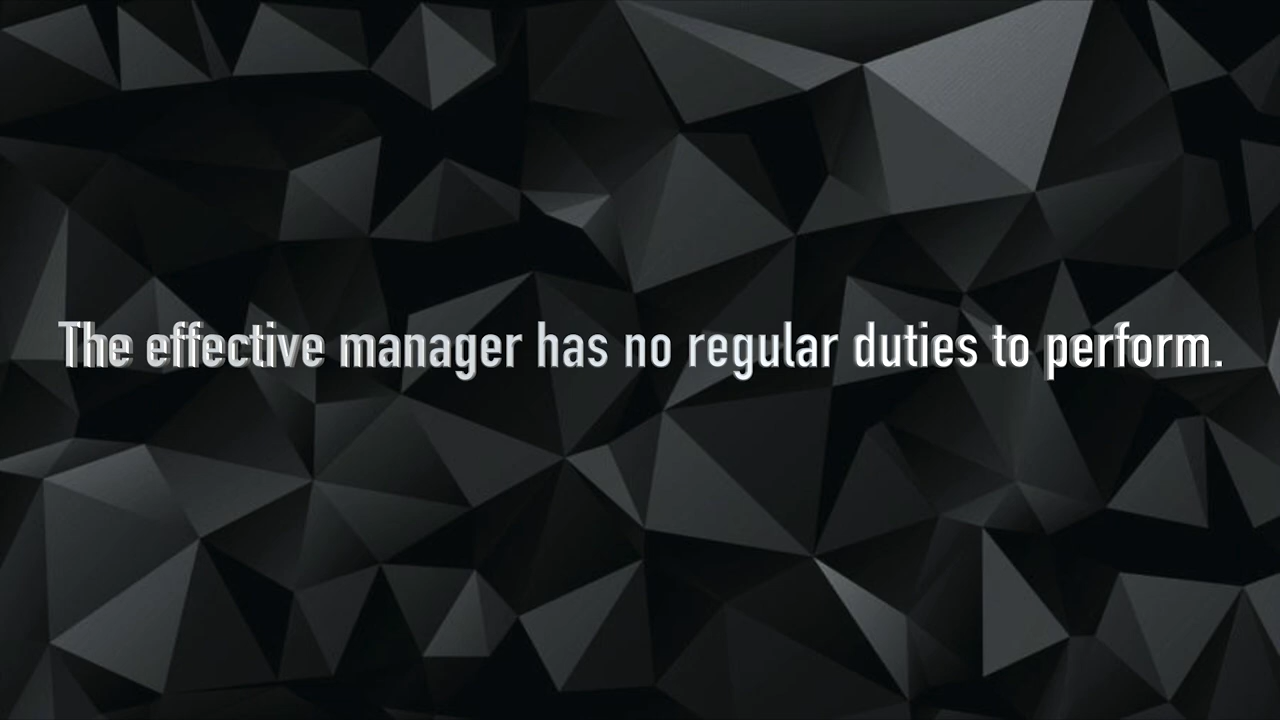 The effective manager has no regular duties to perform.